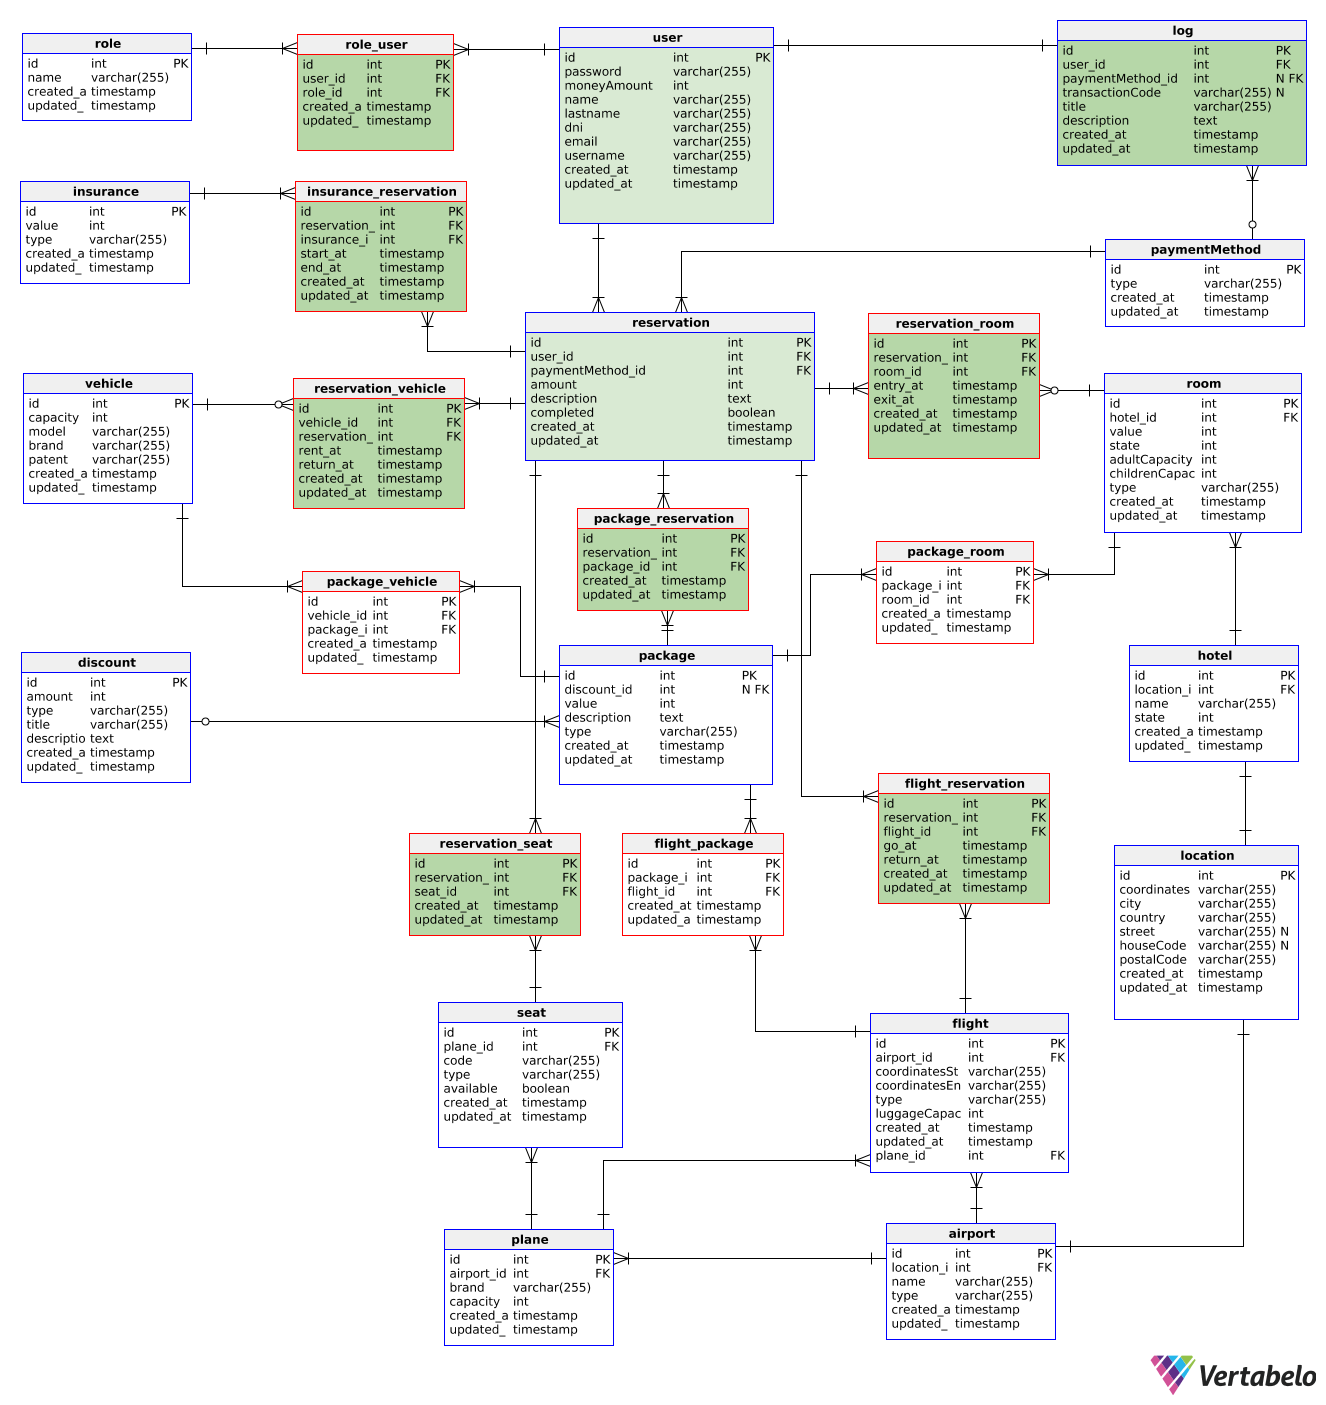 role
id int PK
name varchar(255)
created_a timestamp
updated_ timestamp
role_user
id int PK
user_id int FK
role_id int FK
created_a timestamp
updated_ timestamp
user
id int PK
password varchar(255)
moneyAmount int
name varchar(255)
lastname varchar(255)
dni varchar(255)
email varchar(255)
username varchar(255)
created_at timestamp
updated_at timestamp
log
id int PK
user_id int FK
paymentMethod_id int N FK
transactionCode varchar(255) N
title varchar(255)
description text
created_at timestamp
updated_at timestamp
insurance
id int PK
value int
type varchar(255)
created_a timestamp
updated_ timestamp
insurance_reservation
id int PK
reservation_ int FK
insurance_i int FK
start_at timestamp
end_at timestamp
created_at timestamp
updated_at timestamp
paymentMethod
id int PK
type varchar(255)
created_at timestamp
updated_at timestamp
reservation
id int PK
user_id int FK
paymentMethod_id int FK
amount int
description text
completed boolean
created_at timestamp
updated_at timestamp
reservation_room
id int PK
reservation_ int FK
room_id int FK
entry_at timestamp
exit_at timestamp
created_at timestamp
updated_at timestamp
vehicle
id int PK
capacity int
model varchar(255)
brand varchar(255)
patent varchar(255)
created_a timestamp
updated_ timestamp
reservation_vehicle
id int PK
vehicle_id int FK
reservation_ int FK
rent_at timestamp
return_at timestamp
created_at timestamp
updated_at timestamp
room
id int PK
hotel_id int FK
value int
state int
adultCapacity int
childrenCapac int
type varchar(255)
created_at timestamp
updated_at timestamp
package_reservation
id int PK
reservation_ int FK
package_id int FK
created_at timestamp
updated_at timestamp
package_room
id int PK
package_i int FK
room_id int FK
created_a timestamp
updated_ timestamp
package_vehicle
id int PK
vehicle_id int FK
package_i int FK
created_a timestamp
updated_ timestamp
discount
id int PK
amount int
type varchar(255)
title varchar(255)
descriptio text
created_a timestamp
updated_ timestamp
package
id int PK
discount_id int N FK
value int
description text
type varchar(255)
created_at timestamp
updated_at timestamp
hotel
id int PK
location_i int FK
name varchar(255)
state int
created_a timestamp
updated_ timestamp
flight_reservation
id int PK
reservation_ int FK
flight_id int FK
go_at timestamp
return_at timestamp
created_at timestamp
updated_at timestamp
reservation_seat
id int PK
reservation_ int FK
seat_id int FK
created_at timestamp
updated_at timestamp
flight_package
id int PK
package_i int FK
flight_id int FK
created_at timestamp
updated_a timestamp
location
id int PK
coordinates varchar(255)
city varchar(255)
country varchar(255)
street varchar(255) N
houseCode varchar(255) N
postalCode varchar(255)
created_at timestamp
updated_at timestamp
seat
id int PK
plane_id int FK
code varchar(255)
type varchar(255)
available boolean
created_at timestamp
updated_at timestamp
flight
id int PK
airport_id int FK
coordinatesSt varchar(255)
coordinatesEn varchar(255)
type varchar(255)
luggageCapac int
created_at timestamp
updated_at timestamp
plane_id int FK
plane
id int PK
airport_id int FK
brand varchar(255)
capacity int
created_a timestamp
updated_ timestamp
airport
id int PK
location_i int FK
name varchar(255)
type varchar(255)
created_a timestamp
updated_ timestamp
Vertabelo